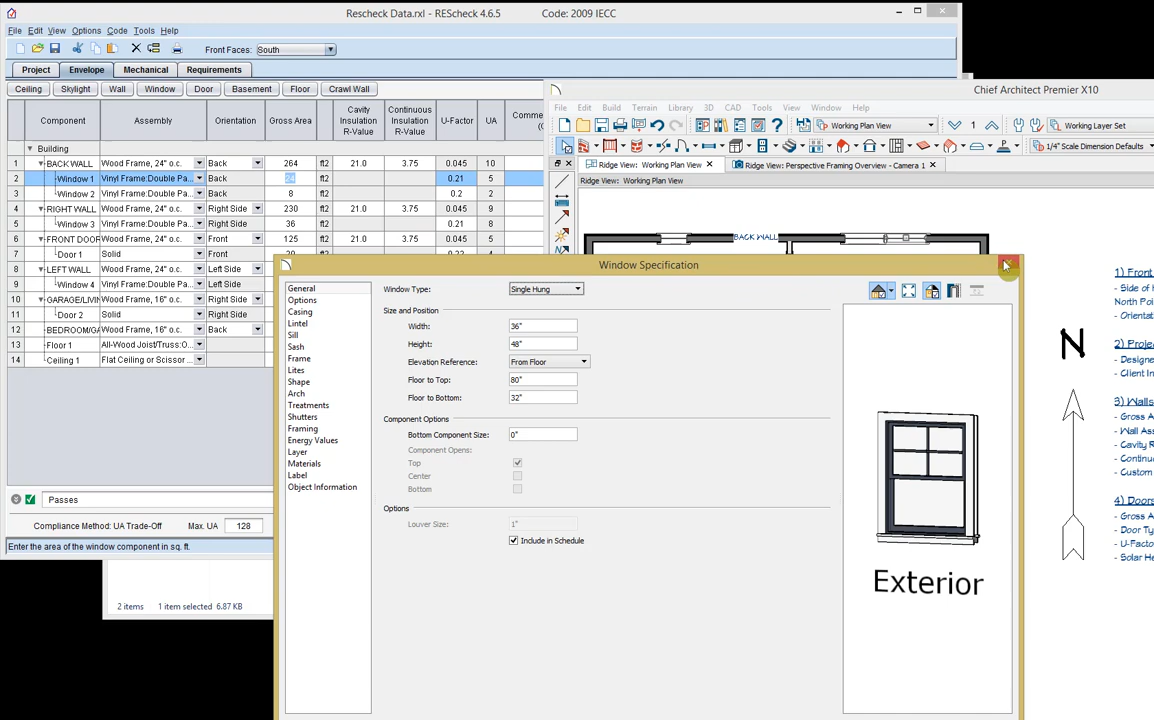 Rescheck Data.rxl - REScheck 4.6.5 Code: 2009 IECC
File Edit View Options Code Tools Help
Front Faces: South
Project Envelope Mechanical Requirements
Ceiling Skylight Wall Window Door Basement Floor Crawl Wall
Component Assembly Orientation Gross Area Cavity Insulation R-Value Continuous Insulation R-Value U-Factor UA
Building
1 BACK WALL Wood Frame, 24" o.c. Back 264 ft2 21.0 3.75 0.045 10
2 Window 1 Vinyl Frame:Double Pa... Back 24 ft2 0.21 5
3 Window 2 Vinyl Frame:Double Pa... Back 8 ft2 0.2 2
4 RIGHT WALL Wood Frame, 24" o.c. Right Side 230 ft2 21.0 3.75 0.045 9
5 Window 3 Vinyl Frame:Double Pa... Right Side 36 ft2 0.21 8
6 FRONT DOOR Wood Frame, 24" o.c. Front 125 ft2 21.0 3.75 0.045 5
7 Door 1 Solid Front
8 LEFT WALL Wood Frame, 24" o.c. Left Side
9 Window 4 Vinyl Frame:Double Pa... Left Side
10 GARAGE/LIVIN Wood Frame, 16" o.c. Right Side
11 Door 2 Solid Right Side
12 Wood Frame, 16" o.c. Back
13 Floor 1 All-Wood Joist/Truss:O...
14 Ceiling 1 Flat Ceiling or Scissor ...
Passes
Compliance Method: UA Trade-Off Max. UA 128
Enter the area of the window component in sq. ft.
2 items 1 item selected 6.87 KB
Chief Architect Premier X10
File Edit Build Terrain Library 3D CAD Tools View Window Help
Working Plan View 1 Working Layer Set
1/4" Scale Dimension Defaults
Ridge View: Working Plan View Ridge View: Perspective Framing Overview - Camera 1
Ridge View: Working Plan View
BACK WALL
Window Specification
General
Options
Casing
Lintel
Sill
Sash
Frame
Lites
Shape
Arch
Treatments
Shutters
Framing
Energy Values
Layer
Materials
Label
Object Information
Window Type: Single Hung
Size and Position
Width: 36"
Height: 48"
Elevation Reference: From Floor
Floor to Top: 80"
Floor to Bottom: 32"
Component Options
Bottom Component Size: 0"
Component Opens:
Top
Center
Bottom
Options
Louver Size: 1"
Include in Schedule
Exterior
N
1) Front
- Side of
North Poin
- Orientat
2) Projec
- Designe
- Client In
3) Walls
- Gross A
- Wall Ass
- Cavity R
- Continu
- Custom
4) Doors
- Gross A
- Door Ty
- U-Facto
- Solar He